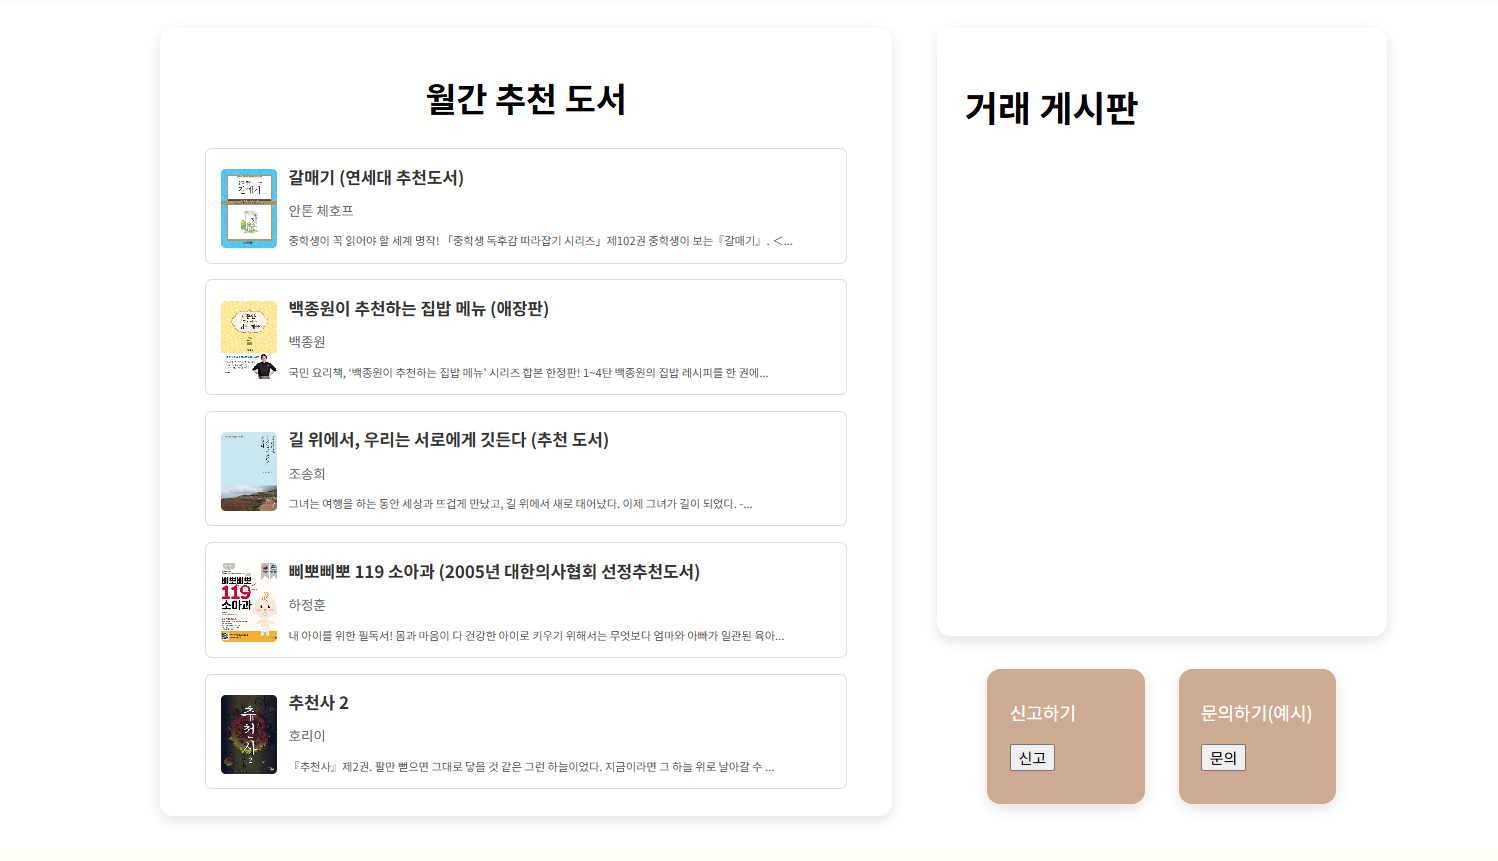 월간 추천 도서
갈매기
갈매기 (연세대 추천도서)
안톤 체호프
중학생이 꼭 읽어야 할 세계 명작! 「중학생 독후감 따라잡기 시리즈」 제102권 중학생이 보는 『갈매기』. <...
백종원이 추천하는 집밥 메뉴 (애장판)
백종원
국민 요리책, ‘백종원이 추천하는 집밥 메뉴’ 시리즈 합본 한정판! 1~4탄 백종원의 집밥 레시피를 한 권에...
길 위에서, 우리는 서로에게 깃든다 (추천 도서)
조송희
그녀는 여행을 하는 동안 세상과 뜨겁게 만났고, 길 위에서 새로 태어났다. 이제 그녀가 길이 되었다. -...
삐뽀삐뽀
119
소아과
삐뽀삐뽀 119 소아과 (2005년 대한의사협회 선정추천도서)
하정훈
내 아이를 위한 필독서! 몸과 마음이 다 건강한 아이로 키우기 위해서는 무엇보다 엄마와 아빠가 일관된 육아...
추천사
2
추천사 2
호리이
『추천사』 제2권. 팔만 뻗으면 그대로 닿을 것 같은 그런 하늘이었다. 지금이라면 그 하늘 위로 날아갈 수 ...
거래 게시판
신고하기
신고
문의하기(예시)
문의